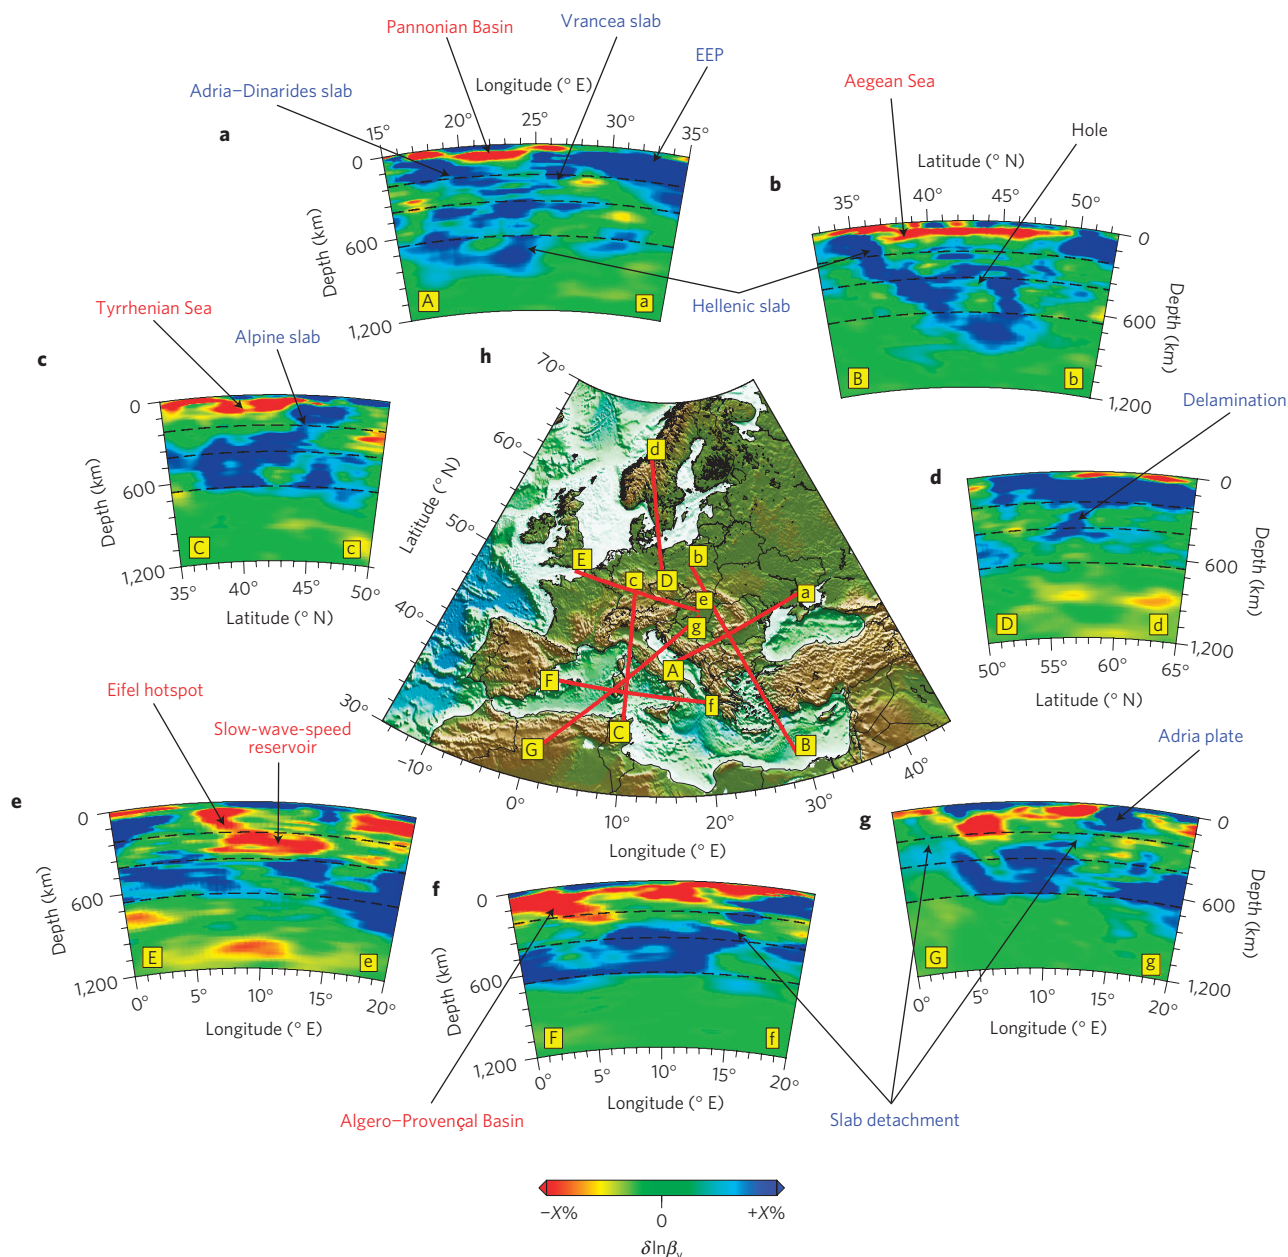 Pannonian Basin
Vrancea slab
EEP
Adria–Dinarides slab
Longitude (° E)
a
15°
20°
25°
30°
35°
0
600
1,200
Depth (km)
A
a
Aegean Sea
Hole
Latitude (° N)
b
35°
40°
45°
50°
0
600
1,200
Depth (km)
B
b
Hellenic slab
Tyrrhenian Sea
Alpine slab
c
0
600
1,200
Depth (km)
C
c
35°
40°
45°
50°
Latitude (° N)
h
70°
60°
50°
40°
30°
Latitude (° N)
d
E
b
c
D
e
a
g
A
F
f
C
G
B
−10°
0°
10°
20°
30°
40°
Longitude (° E)
Delamination
d
0
600
1,200
Depth (km)
D
d
50°
55°
60°
65°
Latitude (° N)
Eifel hotspot
Slow-wave-speed
reservoir
e
0
600
1,200
Depth (km)
E
e
0°
5°
10°
15°
20°
Longitude (° E)
f
0
600
1,200
Depth (km)
F
f
0°
5°
10°
15°
20°
Longitude (° E)
Algero–Provençal Basin
Adria plate
g
0
600
1,200
Depth (km)
G
g
0°
5°
10°
15°
20°
Longitude (° E)
Slab detachment
−X%
0
+X%
δlnβv